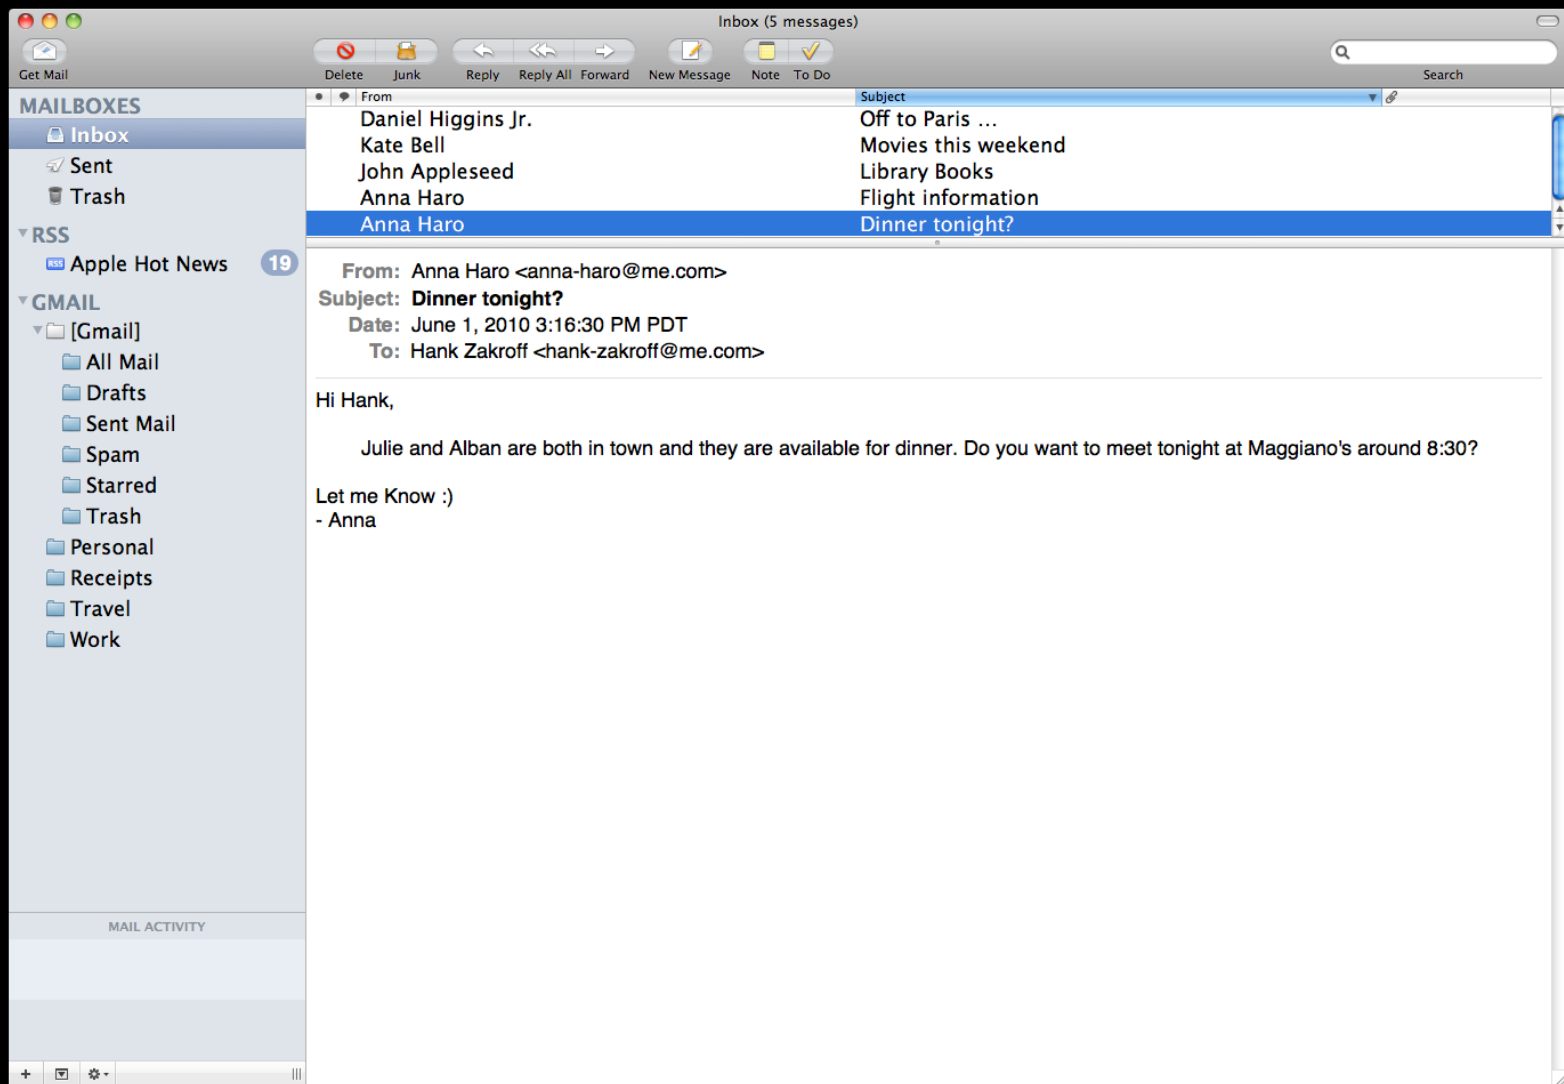 Inbox (5 messages)
Get Mail
Delete Junk Reply Reply All Forward New Message Note To Do
Search
MAILBOXES
Inbox
Sent
Trash
RSS
RSS Apple Hot News 19
GMAIL
[Gmail]
All Mail
Drafts
Sent Mail
Spam
Starred
Trash
Personal
Receipts
Travel
Work
MAIL ACTIVITY
From Subject
Daniel Higgins Jr. Off to Paris ...
Kate Bell Movies this weekend
John Appleseed Library Books
Anna Haro Flight information
Anna Haro Dinner tonight?
From: Anna Haro <anna-haro@me.com>
Subject: Dinner tonight?
Date: June 1, 2010 3:16:30 PM PDT
To: Hank Zakroff <hank-zakroff@me.com>
Hi Hank,
Julie and Alban are both in town and they are available for dinner. Do you want to meet tonight at Maggiano's around 8:30?
Let me Know :)
- Anna